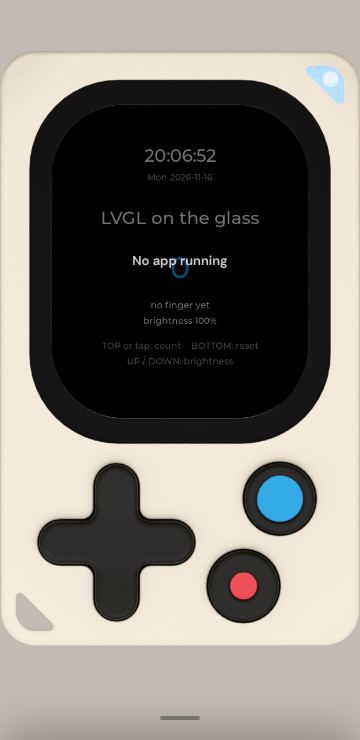 20:06:52
Mon 2026-11-16
LVGL on the glass
No app running
0
no finger yet
brightness 100%
TOP or tap: count BOTTOM: reset
UP / DOWN: brightness